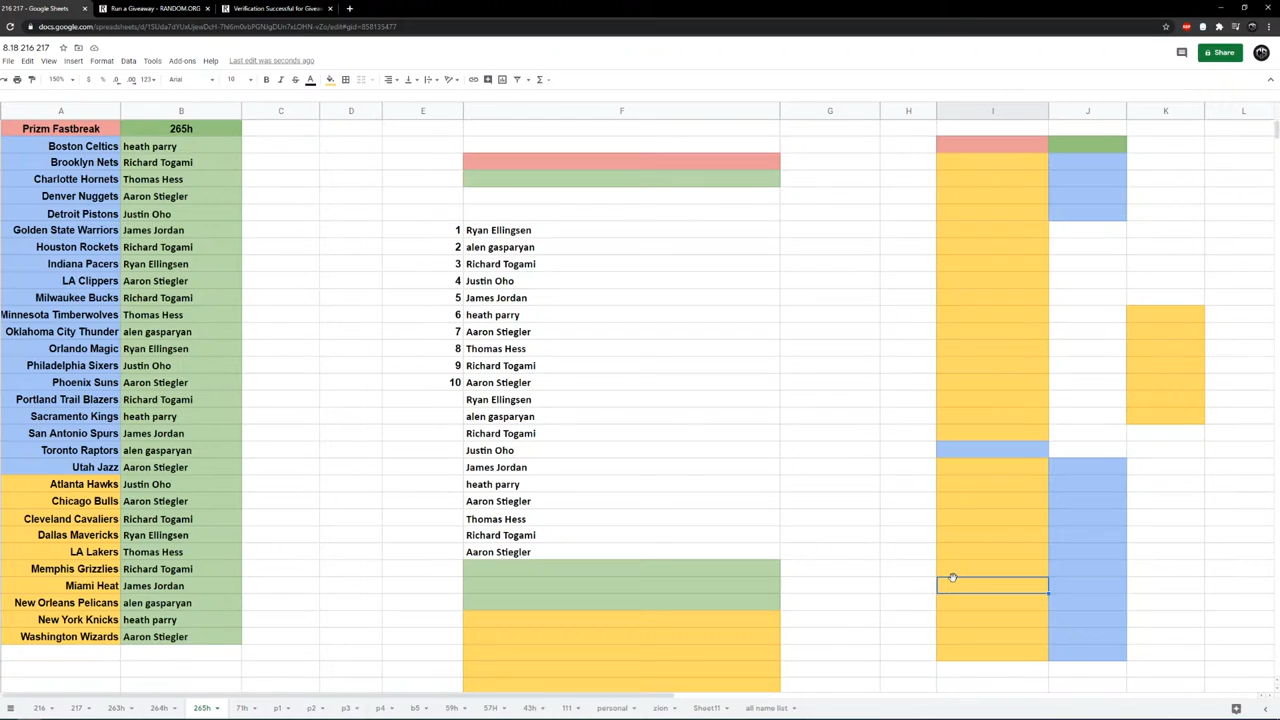 216 217 - Google Sheets × Run a Giveaway - RANDOM.ORG × Verification Successful for Giveaw ×
docs.google.com
8.18 216 217
File Edit View Insert Format Data Tools Add-ons Help Last edit was seconds ago
Share
150% $ % .0 .00 123 Arial 10 B I S A
A B C D E F G H I J K L
Prizm Fastbreak 265h
Boston Celtics heath parry
Brooklyn Nets Richard Togami
Charlotte Hornets Thomas Hess
Denver Nuggets Aaron Stiegler
Detroit Pistons Justin Oho
Golden State Warriors James Jordan 1 Ryan Ellingsen
Houston Rockets Richard Togami 2 alen gasparyan
Indiana Pacers Ryan Ellingsen 3 Richard Togami
LA Clippers Aaron Stiegler 4 Justin Oho
Milwaukee Bucks Richard Togami 5 James Jordan
Minnesota Timberwolves Thomas Hess 6 heath parry
Oklahoma City Thunder alen gasparyan 7 Aaron Stiegler
Orlando Magic Ryan Ellingsen 8 Thomas Hess
Philadelphia Sixers Justin Oho 9 Richard Togami
Phoenix Suns Aaron Stiegler 10 Aaron Stiegler
Portland Trail Blazers Richard Togami Ryan Ellingsen
Sacramento Kings heath parry alen gasparyan
San Antonio Spurs James Jordan Richard Togami
Toronto Raptors alen gasparyan Justin Oho
Utah Jazz Aaron Stiegler James Jordan
Atlanta Hawks Justin Oho heath parry
Chicago Bulls Aaron Stiegler Aaron Stiegler
Cleveland Cavaliers Richard Togami Thomas Hess
Dallas Mavericks Ryan Ellingsen Richard Togami
LA Lakers Thomas Hess Aaron Stiegler
Memphis Grizzlies Richard Togami
Miami Heat James Jordan
New Orleans Pelicans alen gasparyan
New York Knicks heath parry
Washington Wizards Aaron Stiegler
216 217 263h 264h 265h 71h p1 p2 p3 p4 b5 59h 57H 43h 111 personal zion Sheet11 all name list